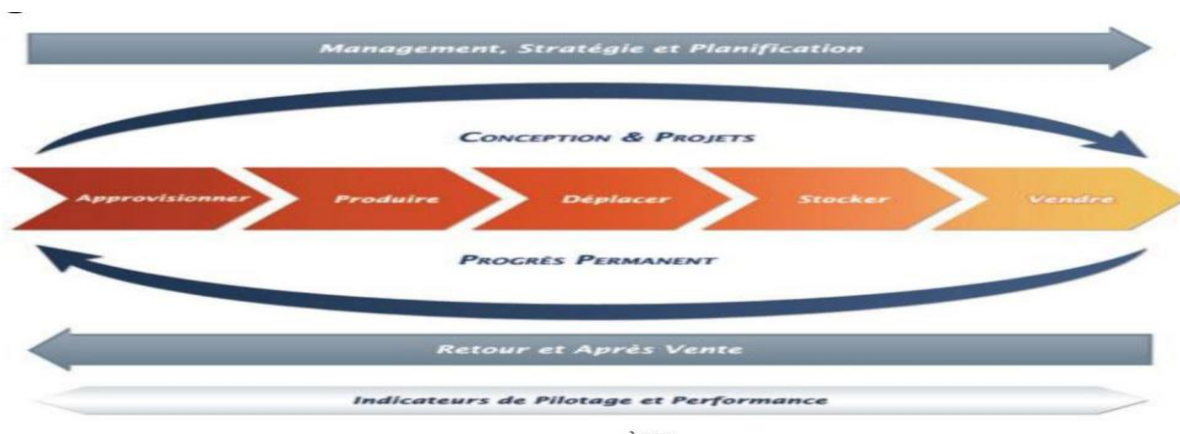 Management, Stratégie et Planification
CONCEPTION & PROJETS
Approvisionner Produire Déplacer Stocker Vendre
PROGRÈS PERMANENT
Retour et Après Vente
Indicateurs de Pilotage et Performance